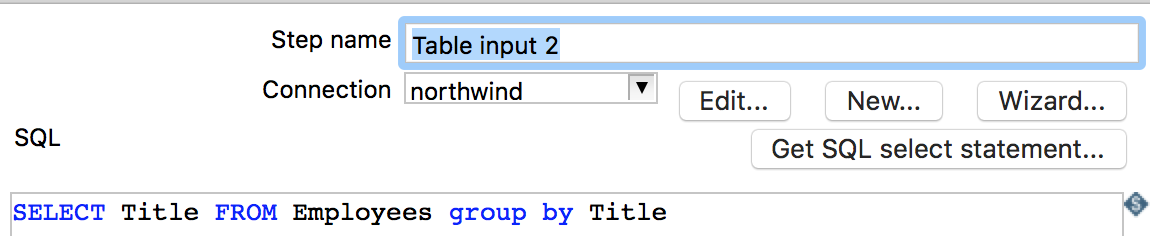 Step name Table input 2
Connection northwind Edit... New... Wizard...
SQL
Get SQL select statement...
SELECT Title FROM Employees group by Title